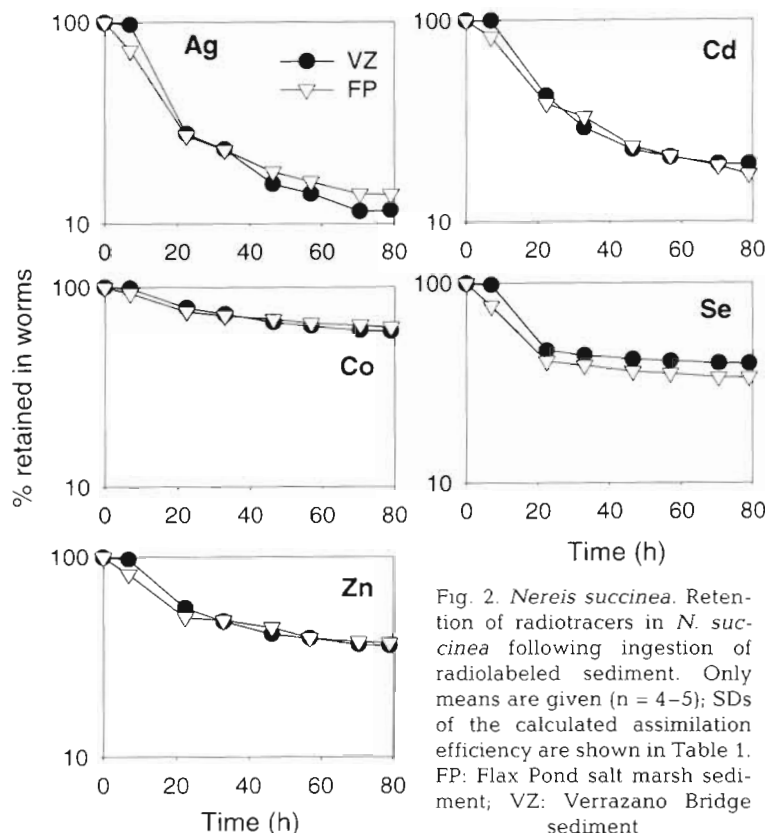 100
10
Ag
VZ
FP
0 20 40 60 80
100
10
Cd
0 20 40 60 80
100
10
Co
0 20 40 60 80
100
10
Se
0 20 40 60 80
Time (h)
100
10
Zn
0 20 40 60 80
Time (h)
% retained in worms
Fig. 2. Nereis succinea. Reten-
tion of radiotracers in N. suc-
cinea following ingestion of
radiolabeled sediment. Only
means are given (n = 4–5); SDs
of the calculated assimilation
efficiency are shown in Table 1.
FP: Flax Pond salt marsh sedi-
ment; VZ: Verrazano Bridge
sediment